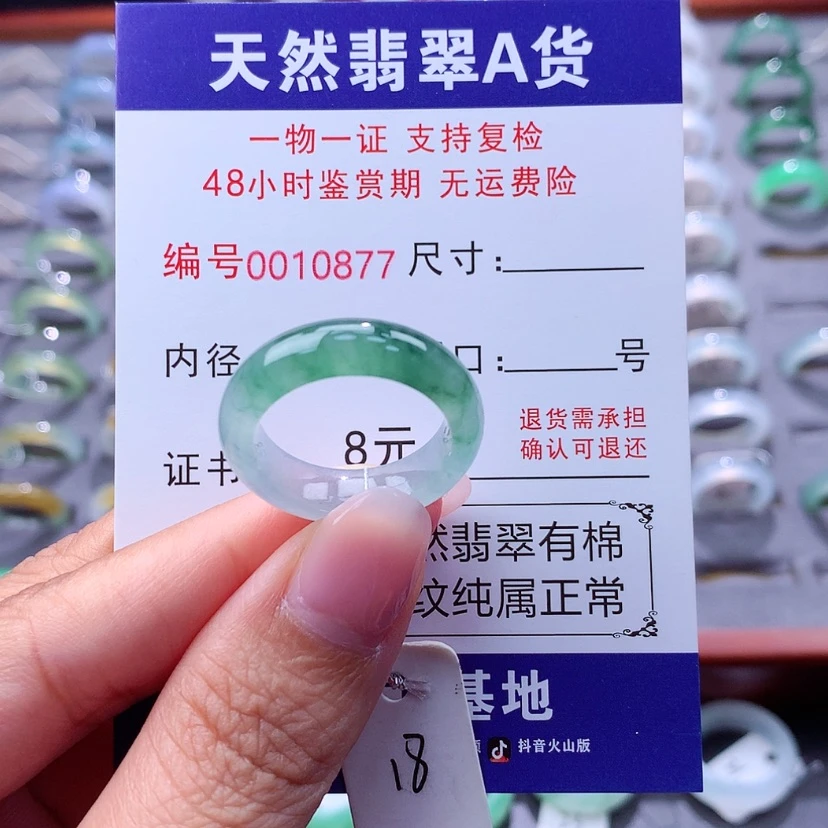 天然翡翠A货
一物一证 支持复检
48小时鉴赏期 无运费险
编号0010877 尺寸:
内径 口: 号
退货需承担
确认可退还
证书 8元
然翡翠有棉
纹纯属正常
基地
抖音火山版
18